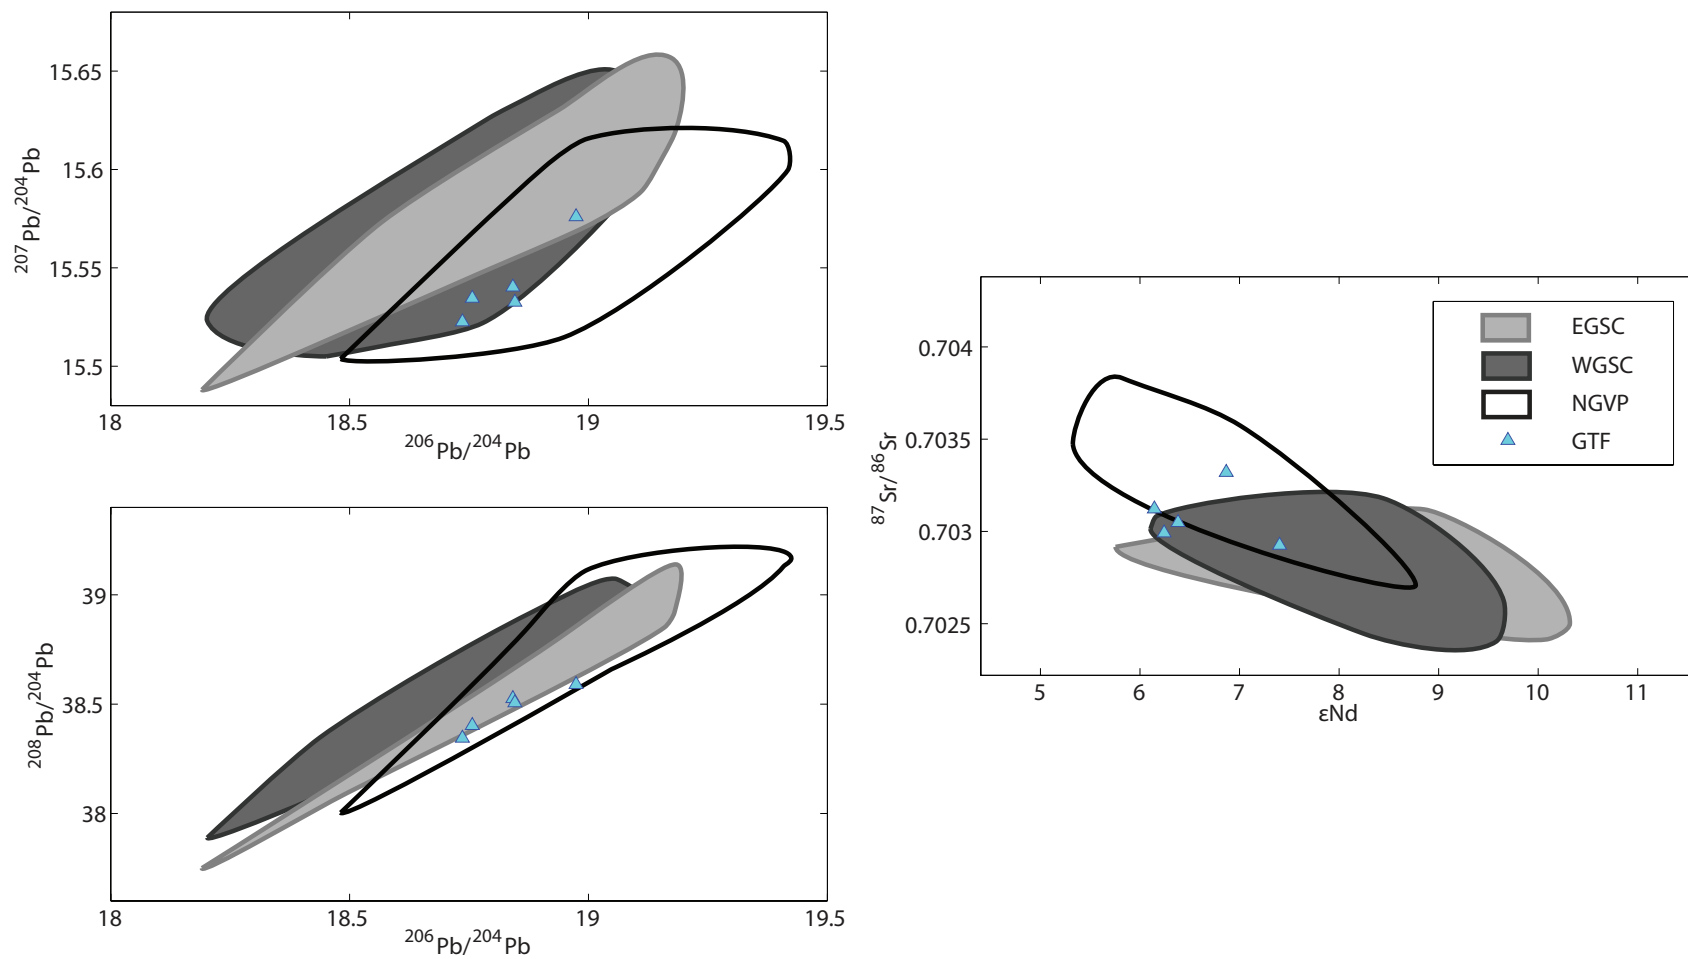 15.65
15.6
15.55
15.5
207Pb/204Pb
18 18.5 19 19.5
206Pb/204Pb
39
38.5
38
208Pb/204Pb
18 18.5 19 19.5
206Pb/204Pb
0.704
0.7035
0.703
0.7025
87Sr/86Sr
5 6 7 8 9 10 11
εNd
EGSC
WGSC
NGVP
GTF